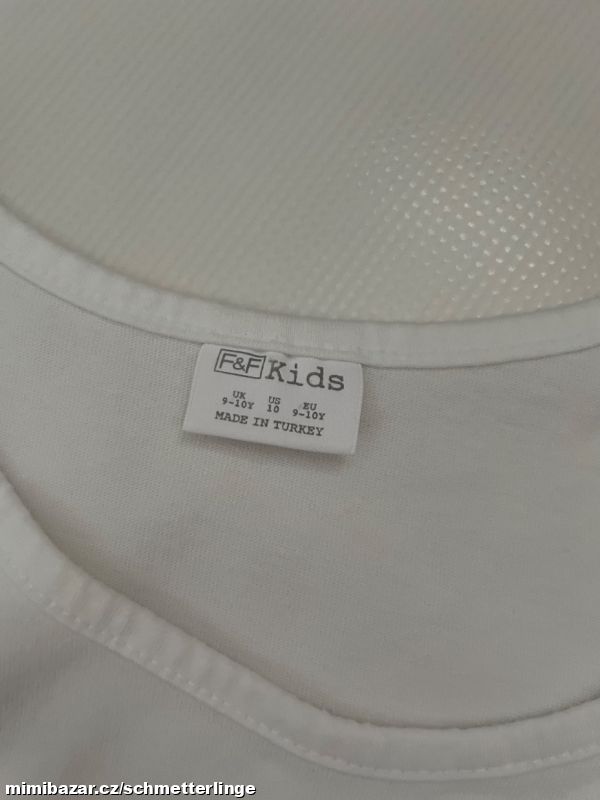 F&F Kids
UK US EU
9-10Y 10 9-10Y
MADE IN TURKEY
mimibazar.cz/schmetterlinge